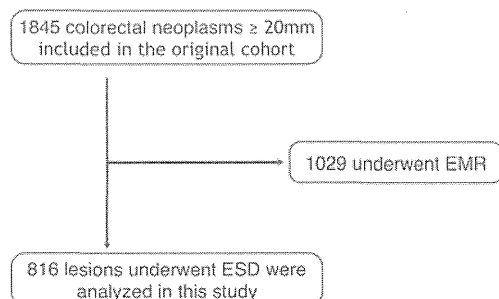 1845 colorectal neoplasms ≥ 20mm
included in the original cohort
1029 underwent EMR
816 lesions underwent ESD were
analyzed in this study